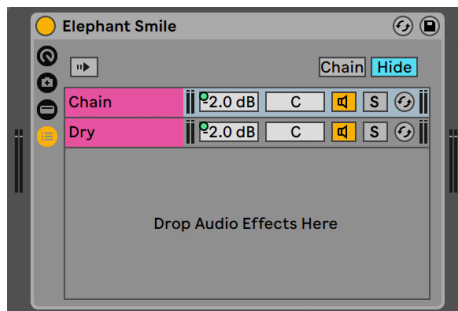 Elephant Smile
Chain Hide
Chain -2.0 dB C S
Dry -2.0 dB C S
Drop Audio Effects Here